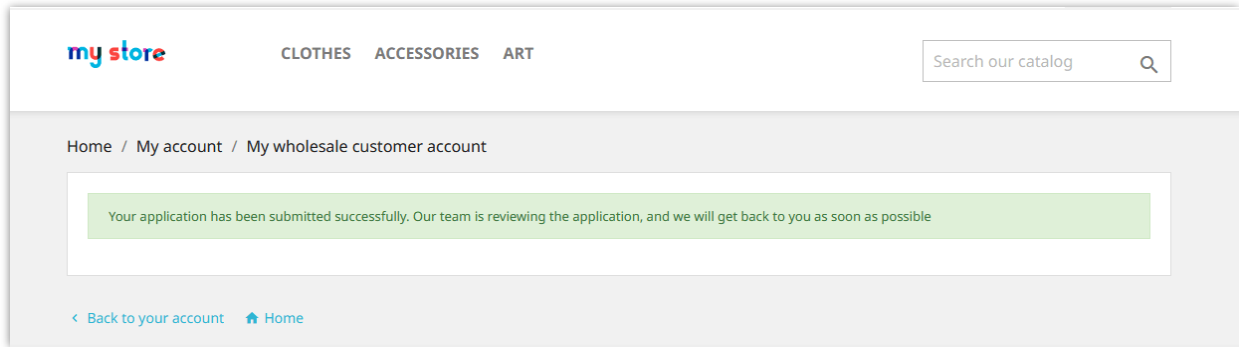 my store CLOTHES ACCESSORIES ART Search our catalog
Home / My account / My wholesale customer account
Your application has been submitted successfully. Our team is reviewing the application, and we will get back to you as soon as possible
< Back to your account Home